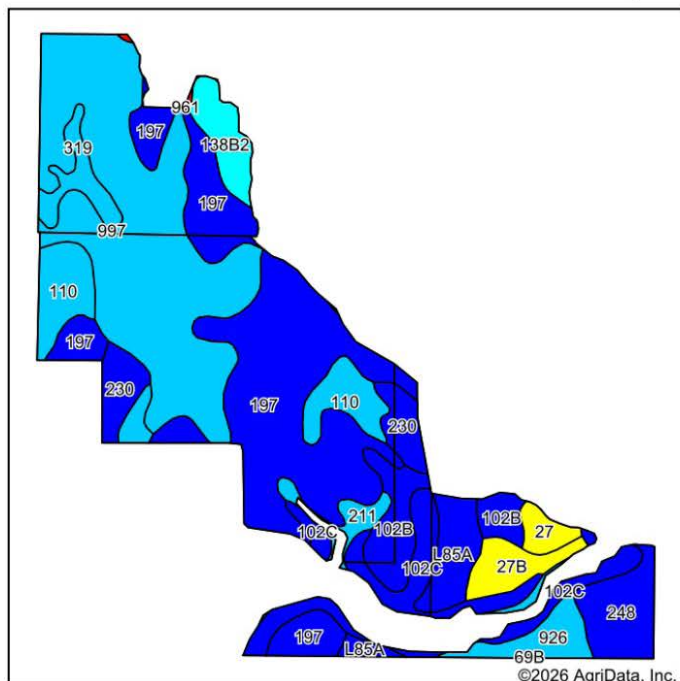 961
197
138B2
319
197
997
110
197
230
197
110
230
211
102C
102B
102B
27
L85A
27B
102C
102C
248
197
926
L85A
69B
©2026 AgriData, Inc.